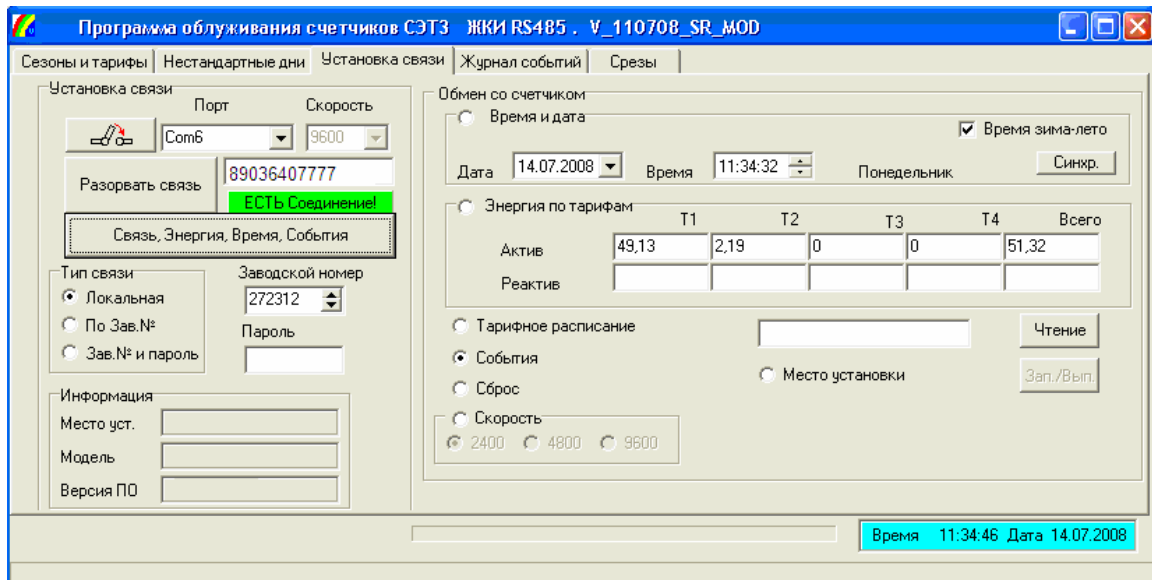 Программа облуживания счетчиков СЭТ3 ЖКИ RS485 . V_110708_SR_MOD
Сезоны и тарифы Нестандартные дни Установка связи Журнал событий Срезы
Установка связи
Порт Скорость
Com6 9600
Разорвать связь 89036407777
ЕСТЬ Соединение!
Связь, Энергия, Время, События
Тип связи
Локальная
По Зав.№
Зав.№ и пароль
Заводской номер
272312
Пароль
Информация
Место уст.
Модель
Версия ПО
Обмен со счетчиком
Время и дата
Время зима-лето
Дата 14.07.2008 Время 11:34:32 Понедельник Синхр.
Энергия по тарифам
Т1 Т2 Т3 Т4 Всего
Актив 49,13 2,19 0 0 51,32
Реактив
Тарифное расписание
Чтение
События
Место установки
Зап./Вып.
Сброс
Скорость
2400 4800 9600
Время 11:34:46 Дата 14.07.2008